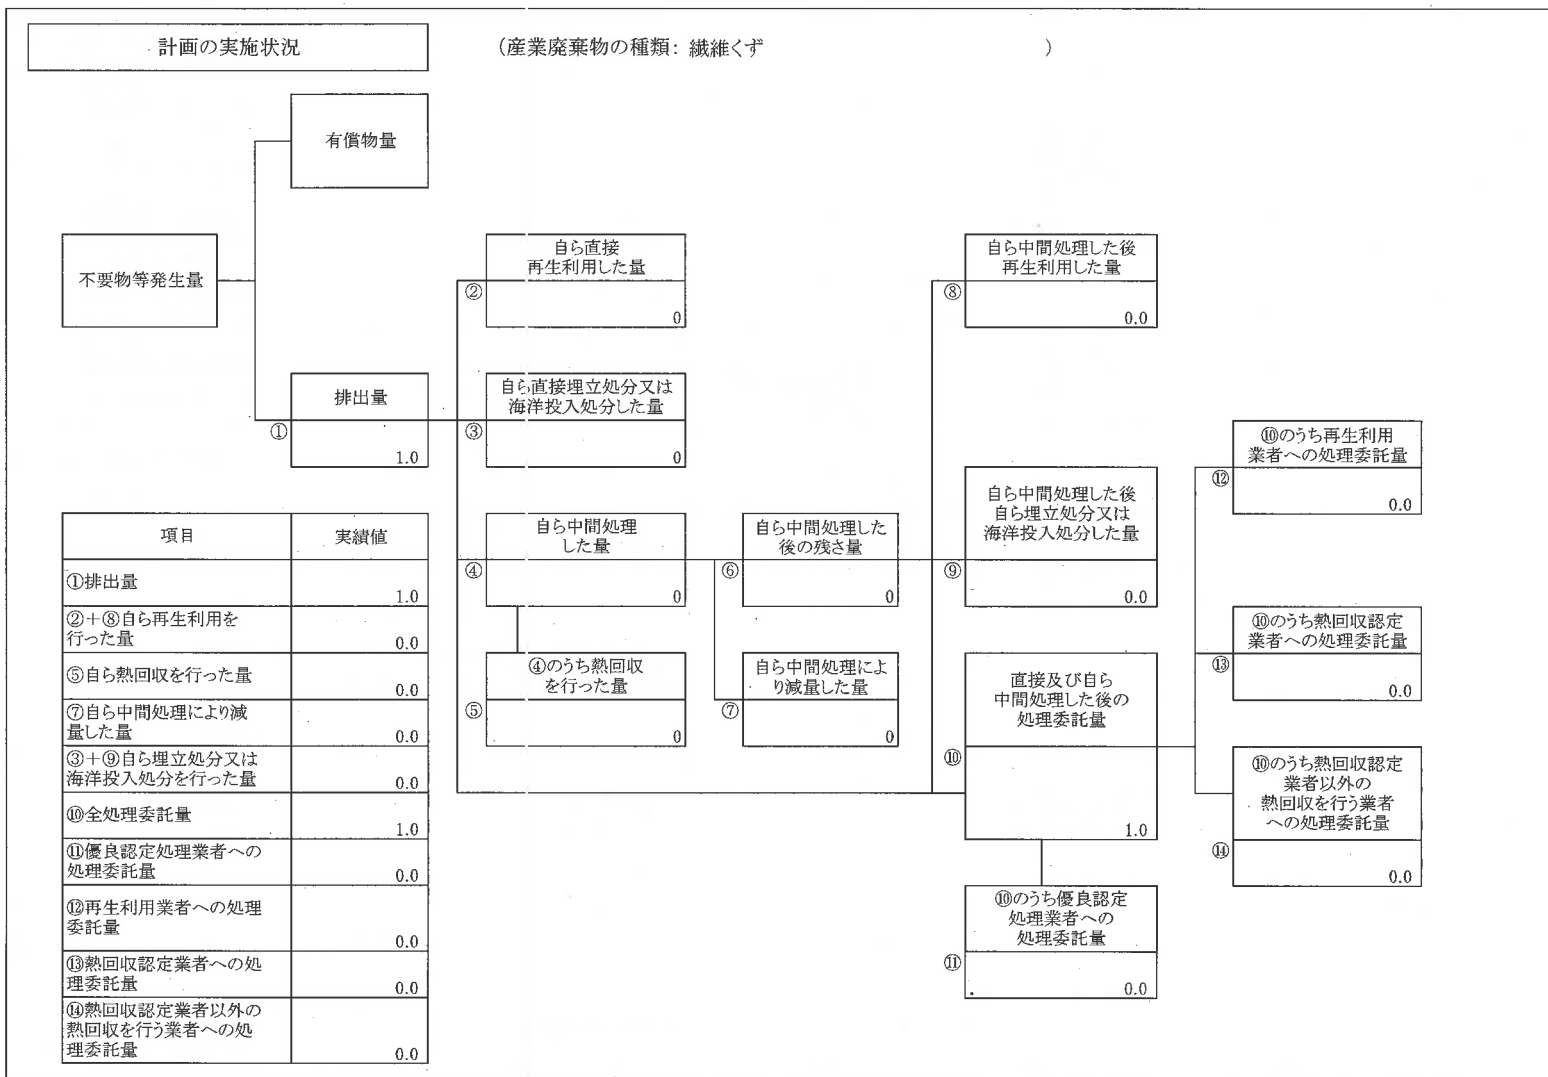 計画の実施状況
(産業廃棄物の種類: 繊維くず )
有償物量
不要物等発生量
排出量
①
1.0
自ら直接
再生利用した量
②
0
自ら直接埋立処分又は
海洋投入処分した量
③
0
自ら中間処理
した量
④
0
④のうち熱回収
を行った量
⑤
0
自ら中間処理した
後の残さ量
⑥
0
自ら中間処理によ
り減量した量
⑦
0
自ら中間処理した後
再生利用した量
⑧
0.0
自ら中間処理した後
自ら埋立処分又は
海洋投入処分した量
⑨
0.0
直接及び自ら
中間処理した後の
処理委託量
⑩
1.0
⑩のうち優良認定
処理業者への
処理委託量
⑪
0.0
⑩のうち再生利用
業者への処理委託量
⑫
0.0
⑩のうち熱回収認定
業者への処理委託量
⑬
0.0
⑩のうち熱回収認定
業者以外の
熱回収を行う業者
への処理委託量
⑭
0.0
項目 実績値
①排出量
1.0
②+⑧自ら再生利用を
行った量
0.0
⑤自ら熱回収を行った量
0.0
⑦自ら中間処理により減
量した量
0.0
③+⑨自ら埋立処分又は
海洋投入処分を行った量
0.0
⑩全処理委託量
1.0
⑪優良認定処理業者への
処理委託量
0.0
⑫再生利用業者への処理
委託量
0.0
⑬熱回収認定業者への処
理委託量
0.0
⑭熱回収認定業者以外の
熱回収を行う業者への処
理委託量
0.0